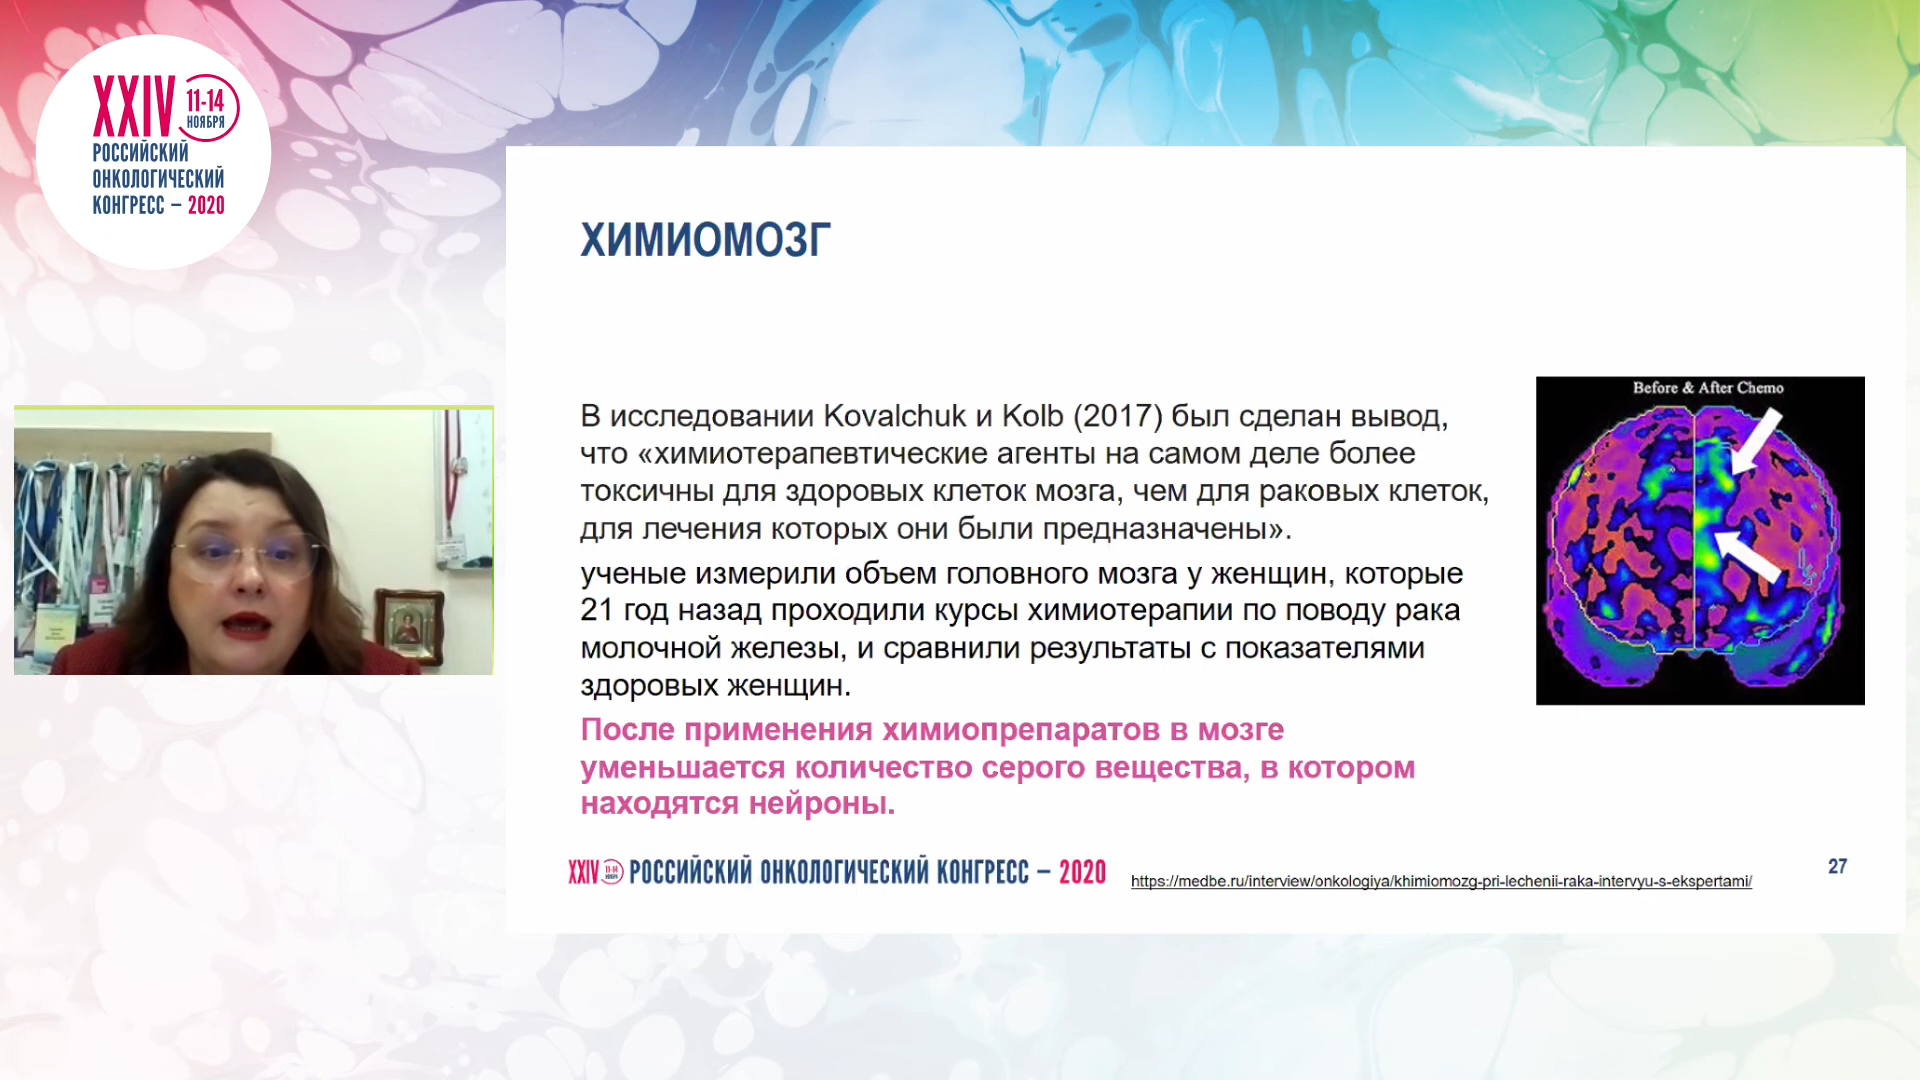 XXIV 11-14
НОЯБРЯ
РОССИЙСКИЙ
ОНКОЛОГИЧЕСКИЙ
КОНГРЕСС – 2020
ХИМИОМОЗГ
В исследовании Kovalchuk и Kolb (2017) был сделан вывод,
что «химиотерапевтические агенты на самом деле более
токсичны для здоровых клеток мозга, чем для раковых клеток,
для лечения которых они были предназначены».
ученые измерили объем головного мозга у женщин, которые
21 год назад проходили курсы химиотерапии по поводу рака
молочной железы, и сравнили результаты с показателями
здоровых женщин.
После применения химиопрепаратов в мозге
уменьшается количество серого вещества, в котором
находятся нейроны.
Before & After Chemo
XXIV 11-14 НОЯБРЯ РОССИЙСКИЙ ОНКОЛОГИЧЕСКИЙ КОНГРЕСС – 2020
https://medbe.ru/interview/onkologiya/khimiomozg-pri-lechenii-raka-intervyu-s-ekspertami/
27